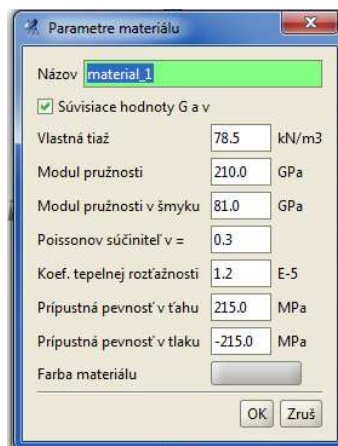 Parametre materiálu
Názov material_1
Súvisiace hodnoty G a v
Vlastná tiaž 78.5 kN/m3
Modul pružnosti 210.0 GPa
Modul pružnosti v šmyku 81.0 GPa
Poissonov súčiniteľ v = 0.3
Koef. tepelnej rozťažnosti 1.2 E-5
Prípustná pevnosť v ťahu 215.0 MPa
Prípustná pevnosť v tlaku -215.0 MPa
Farba materiálu
OK Zruš